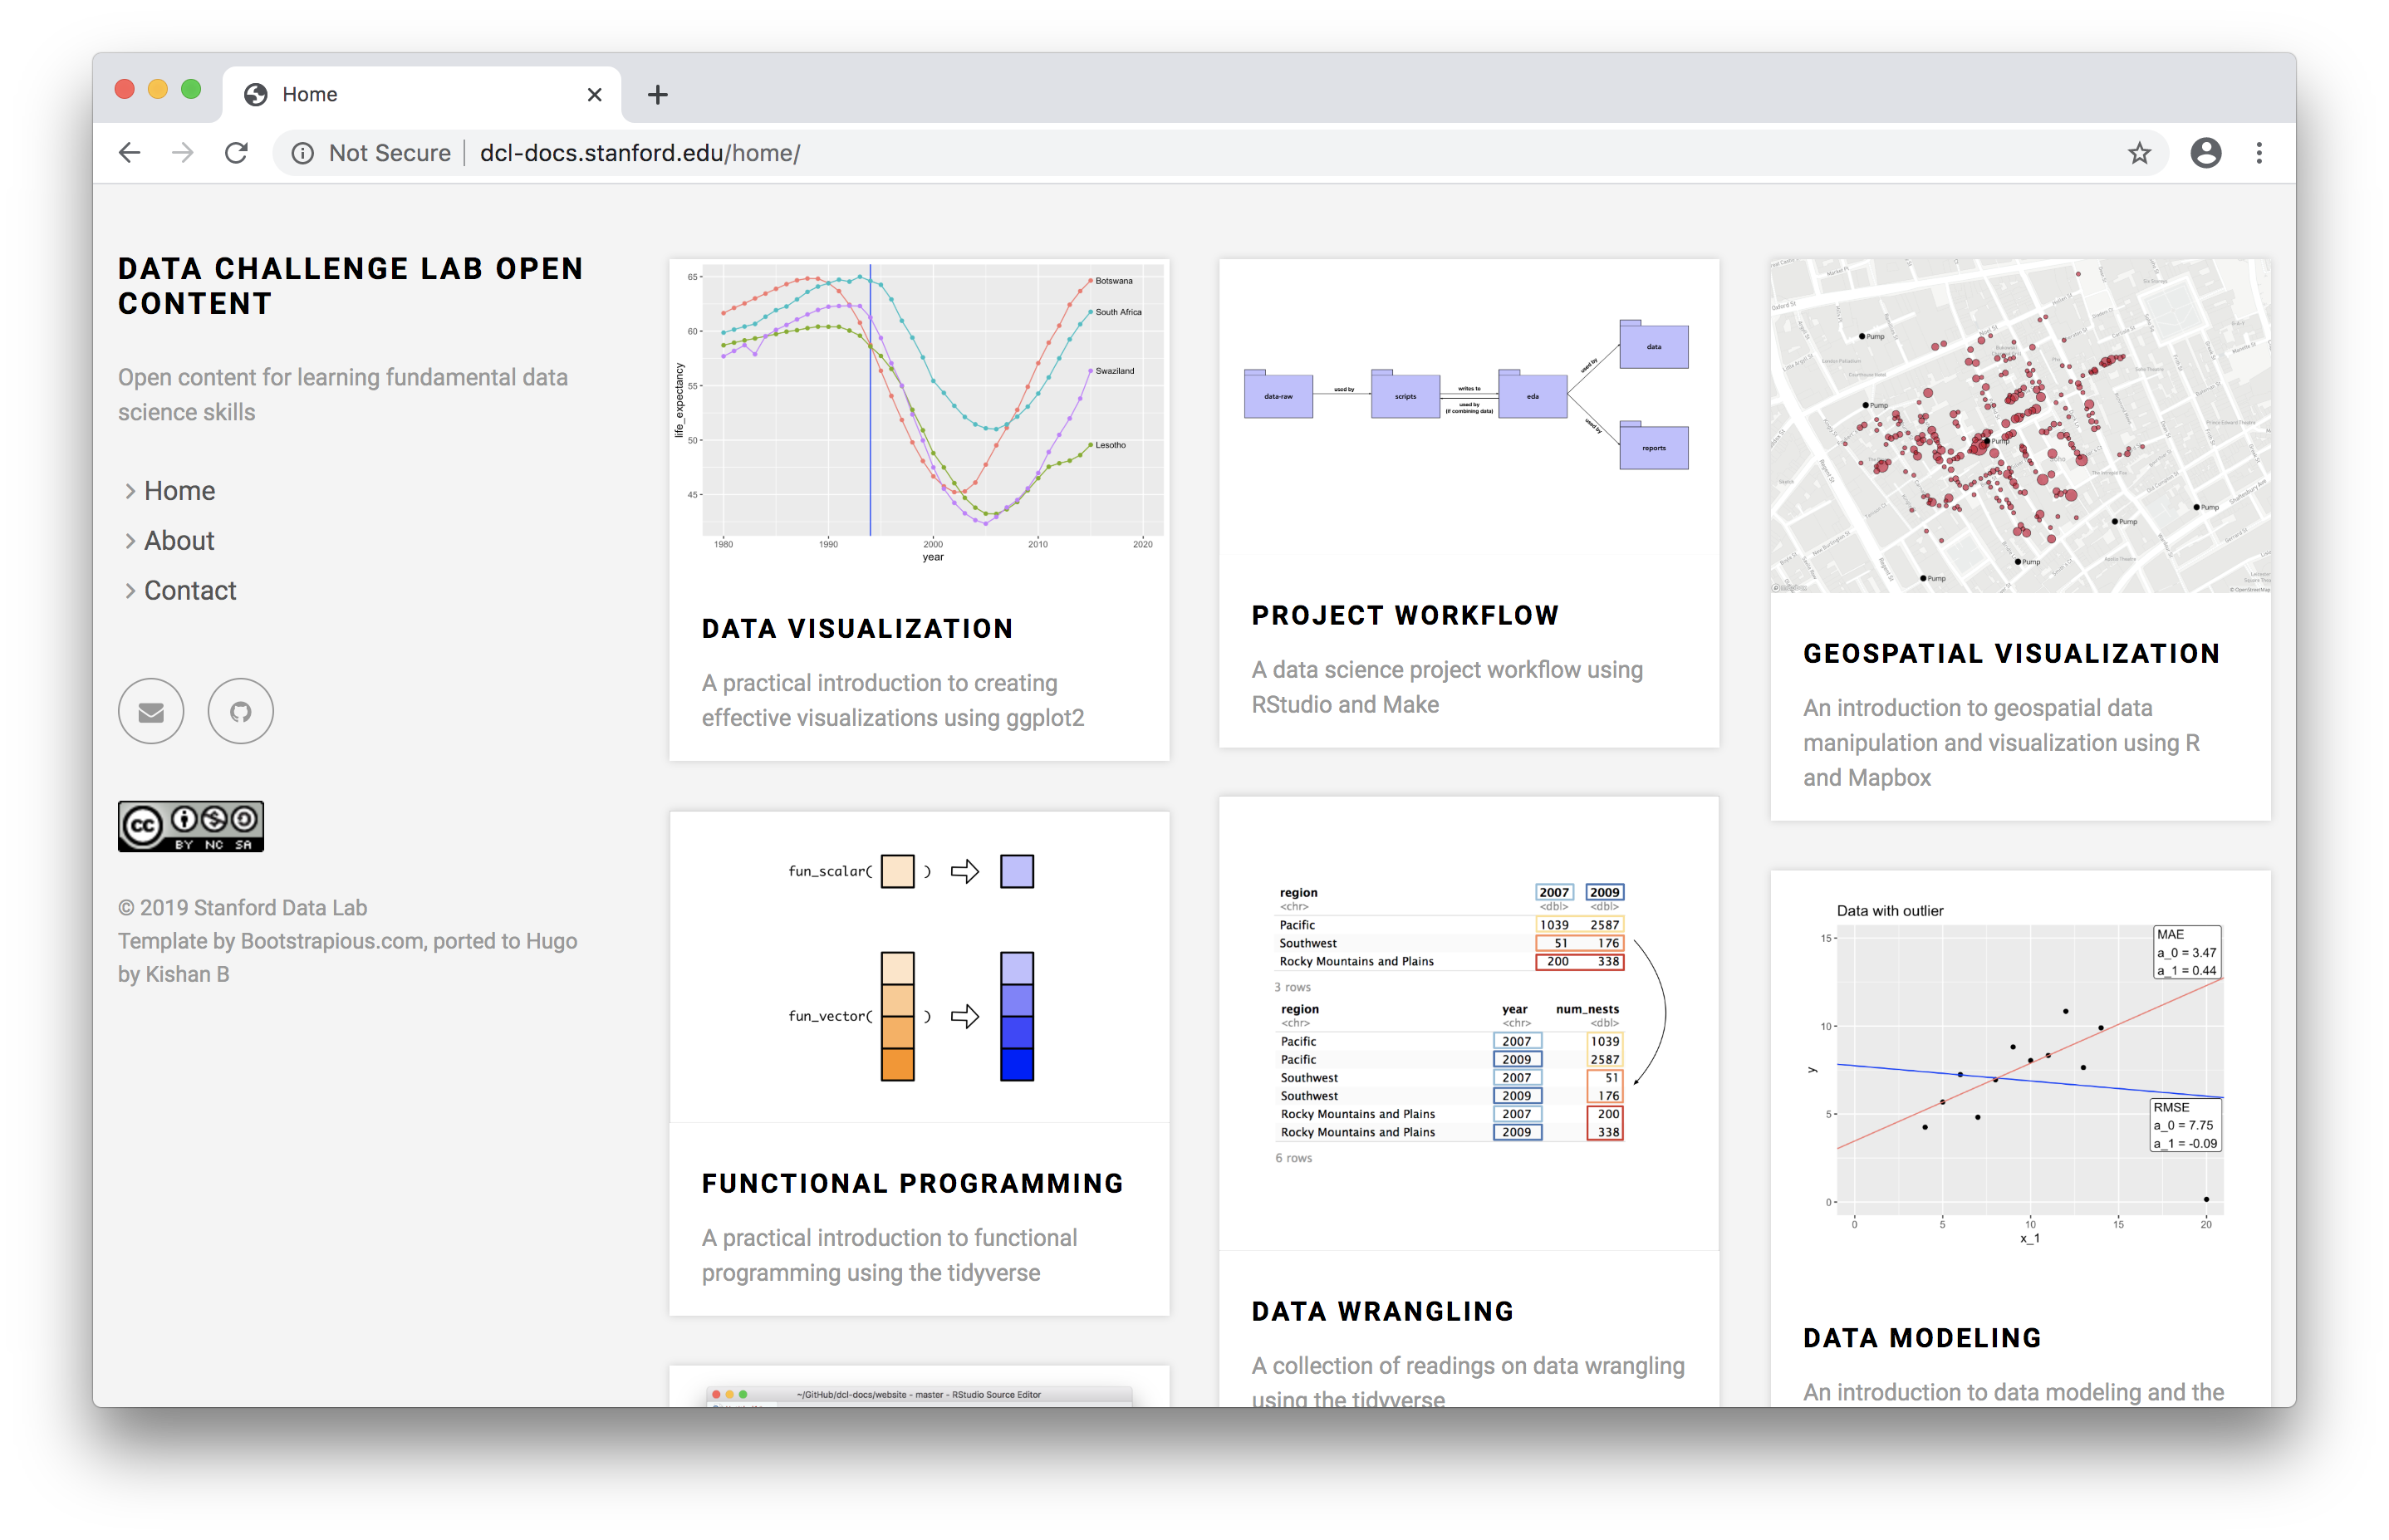 Home
Not Secure
dcl-docs.stanford.edu/home/
DATA CHALLENGE LAB OPEN
CONTENT
Open content for learning fundamental data
science skills
Home
About
Contact
CC BY NC SA
© 2019 Stanford Data Lab
Template by Bootstrapious.com, ported to Hugo
by Kishan B
65
60
55
50
45
life_expectancy
Botswana
South Africa
Swaziland
Lesotho
1980 1990 2000 2010 2020
year
DATA VISUALIZATION
A practical introduction to creating
effective visualizations using ggplot2
fun_scalar( )
fun_vector( )
FUNCTIONAL PROGRAMMING
A practical introduction to functional
programming using the tidyverse
~/GitHub/dcl-docs/website - master - RStudio Source Editor
data-raw
used by
scripts
writes to
used by
(if combining data)
eda
used by
data
used by
reports
PROJECT WORKFLOW
A data science project workflow using
RStudio and Make
region 2007 2009
<chr> <dbl> <dbl>
Pacific 1039 2587
Southwest 51 176
Rocky Mountains and Plains 200 338
3 rows
region year num_nests
<chr> <chr> <dbl>
Pacific 2007 1039
Pacific 2009 2587
Southwest 2007 51
Southwest 2009 176
Rocky Mountains and Plains 2007 200
Rocky Mountains and Plains 2009 338
6 rows
DATA WRANGLING
A collection of readings on data wrangling
using the tidyverse
Pump
Pump
Pump
Pump
Pump
Pump
Pump
© OpenStreetMap
GEOSPATIAL VISUALIZATION
An introduction to geospatial data
manipulation and visualization using R
and Mapbox
Data with outlier
15
10
5
0
y
MAE
a_0 = 3.47
a_1 = 0.44
RMSE
a_0 = 7.75
a_1 = -0.09
0 5 10 15 20
x_1
DATA MODELING
An introduction to data modeling and the